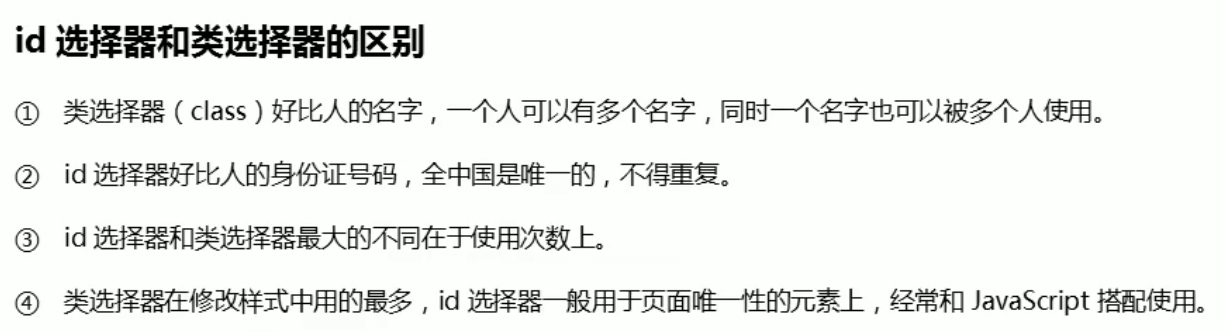 id 选择器和类选择器的区别
① 类选择器（class）好比人的名字，一个人可以有多个名字，同时一个名字也可以被多个人使用。
② id 选择器好比人的身份证号码，全中国是唯一的，不得重复。
③ id 选择器和类选择器最大的不同在于使用次数上。
④ 类选择器在修改样式中用的最多，id 选择器一般用于页面唯一性的元素上，经常和 JavaScript 搭配使用。